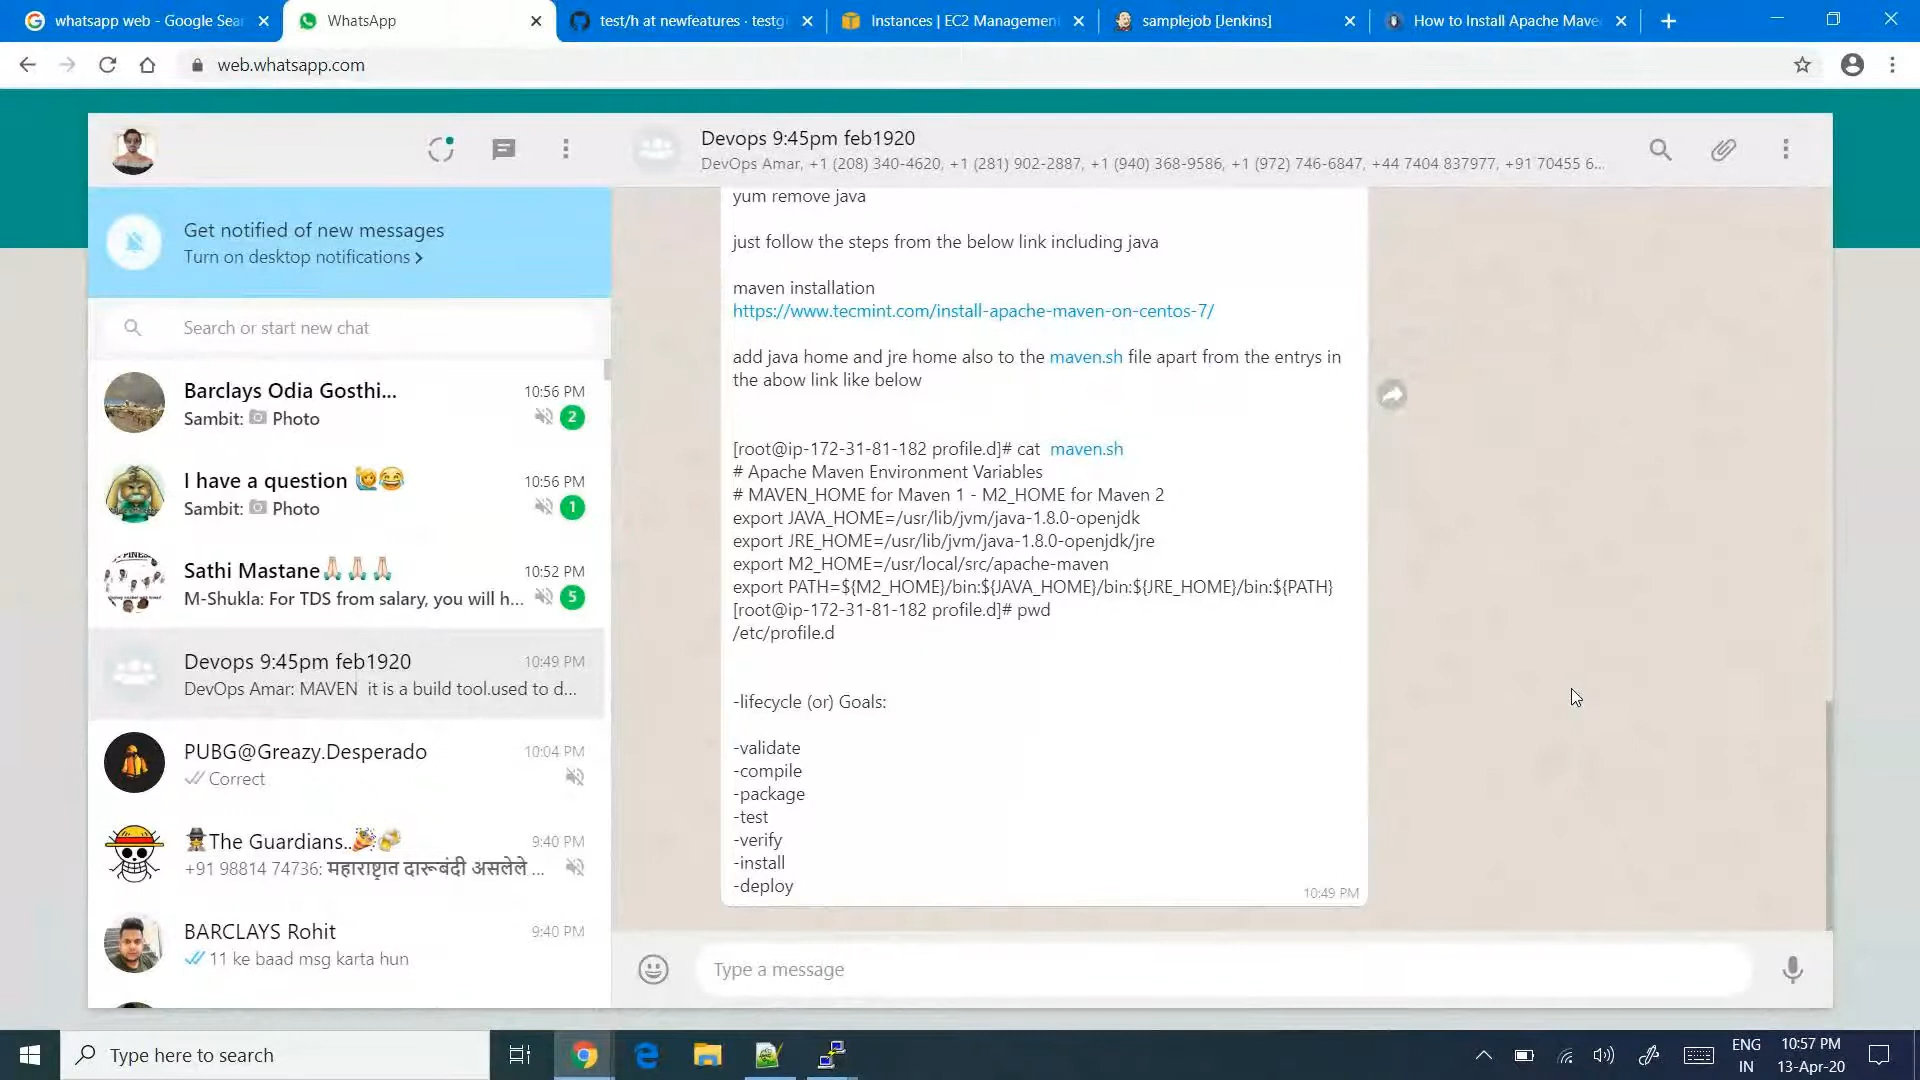 whatsapp web - Google Sear
WhatsApp
test/h at newfeatures · testgi
Instances | EC2 Management
samplejob [Jenkins]
How to Install Apache Mave
web.whatsapp.com
Devops 9:45pm feb1920
DevOps Amar, +1 (208) 340-4620, +1 (281) 902-2887, +1 (940) 368-9586, +1 (972) 746-6847, +44 7404 837977, +91 70455 6...
Get notified of new messages
Turn on desktop notifications >
Search or start new chat
Barclays Odia Gosthi...
10:56 PM
Sambit: Photo
2
I have a question 🙋😂
10:56 PM
Sambit: Photo
1
Sathi Mastane🙏🏻🙏🏻🙏🏻
10:52 PM
M-Shukla: For TDS from salary, you will h...
5
Devops 9:45pm feb1920
10:49 PM
DevOps Amar: MAVEN it is a build tool.used to d...
PUBG@Greazy.Desperado
10:04 PM
Correct
The Guardians..🎉🍻
9:40 PM
+91 98814 74736: महाराष्ट्रात दारूबंदी असलेले ...
BARCLAYS Rohit
9:40 PM
11 ke baad msg karta hun
yum remove java
just follow the steps from the below link including java
maven installation
https://www.tecmint.com/install-apache-maven-on-centos-7/
add java home and jre home also to the maven.sh file apart from the entrys in
the abow link like below
[root@ip-172-31-81-182 profile.d]# cat maven.sh
# Apache Maven Environment Variables
# MAVEN_HOME for Maven 1 - M2_HOME for Maven 2
export JAVA_HOME=/usr/lib/jvm/java-1.8.0-openjdk
export JRE_HOME=/usr/lib/jvm/java-1.8.0-openjdk/jre
export M2_HOME=/usr/local/src/apache-maven
export PATH=${M2_HOME}/bin:${JAVA_HOME}/bin:${JRE_HOME}/bin:${PATH}
[root@ip-172-31-81-182 profile.d]# pwd
/etc/profile.d
-lifecycle (or) Goals:
-validate
-compile
-package
-test
-verify
-install
-deploy
10:49 PM
Type a message
Type here to search
ENG
IN
10:57 PM
13-Apr-20